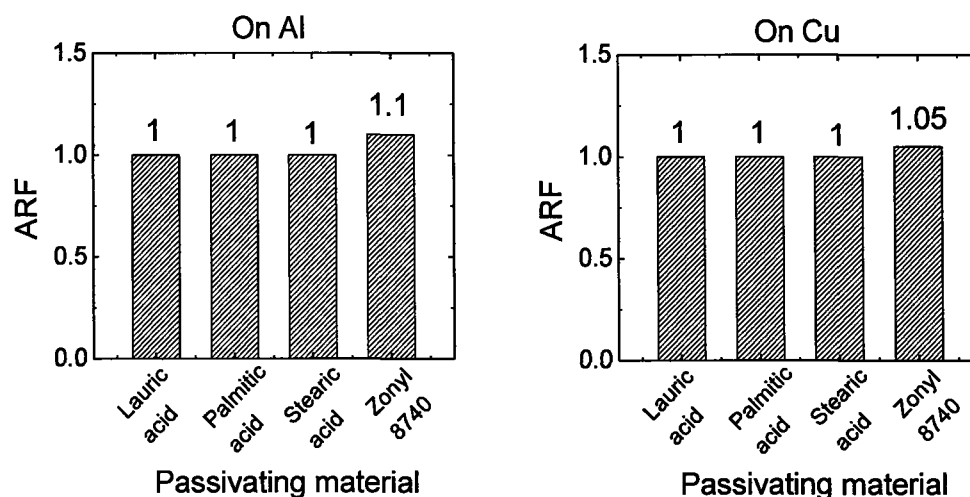 On Al
1.5
1.0
0.5
0.0
ARF
1
1
1
1.1
Lauric
acid
Palmitic
acid
Stearic
acid
Zonyl
8740
Passivating material
On Cu
1.5
1.0
0.5
0.0
ARF
1
1
1
1.05
Lauric
acid
Palmitic
acid
Stearic
acid
Zonyl
8740
Passivating material